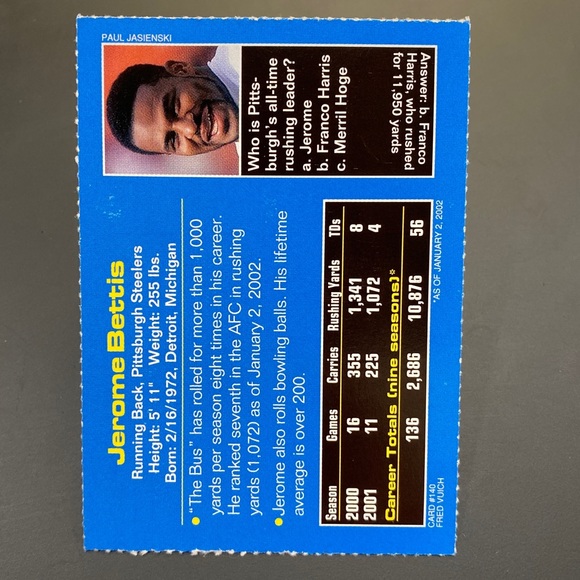 Jerome Bettis
Running Back, Pittsburgh Steelers
Height: 5' 11" Weight: 255 lbs.
Born: 2/16/1972, Detroit, Michigan
• "The Bus" has rolled for more than 1,000
yards per season eight times in his career.
He ranked seventh in the AFC in rushing
yards (1,072) as of January 2, 2002.
• Jerome also rolls bowling balls. His lifetime
average is over 200.
Season Games Carries Rushing Yards TDs
2000 16 355 1,341 8
2001 11 225 1,072 4
Career Totals (nine seasons)*
136 2,686 10,876 56
CARD #140
FRED VUICH
*AS OF JANUARY 2, 2002
PAUL JASIENSKI
Who is Pitts-
burgh's all-time
rushing leader?
a. Jerome
b. Franco Harris
c. Merril Hoge
Answer: b. Franco
Harris, who rushed
for 11,950 yards